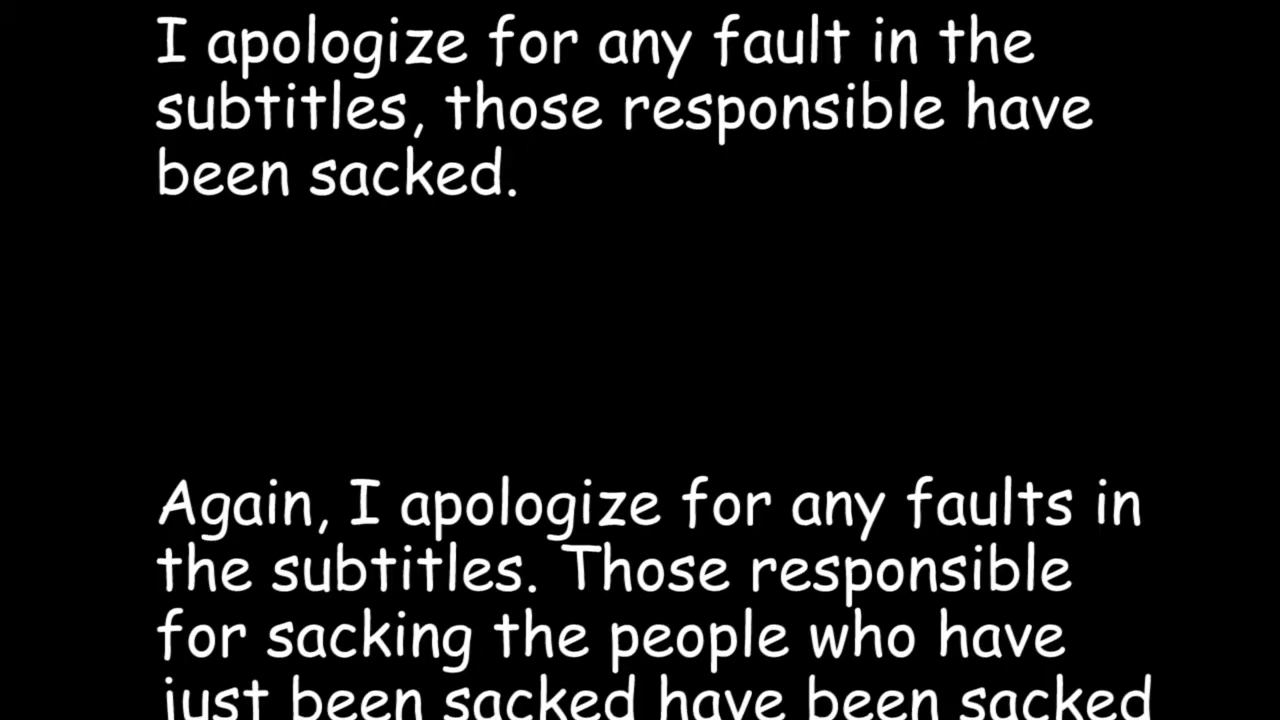 I apologize for any fault in the
subtitles, those responsible have
been sacked.
Again, I apologize for any faults in
the subtitles. Those responsible
for sacking the people who have
just been sacked have been sacked